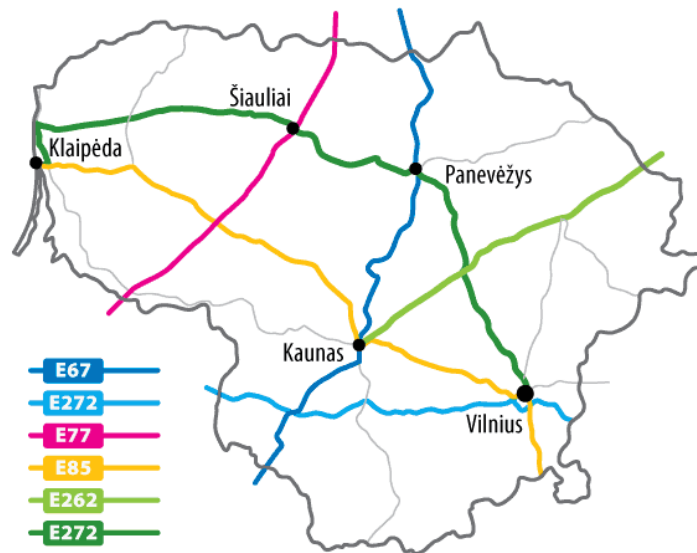 Šiauliai
Klaipėda
Panevėžys
Kaunas
Vilnius
E67
E272
E77
E85
E262
E272